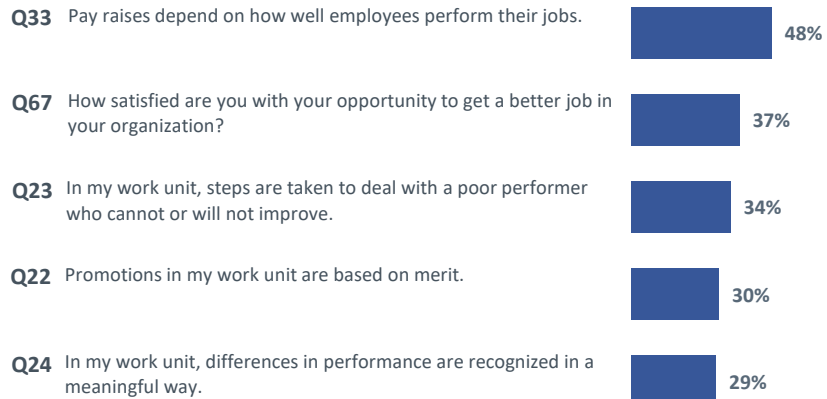 Q33 Pay raises depend on how well employees perform their jobs.
48%
Q67 How satisfied are you with your opportunity to get a better job in
your organization?
37%
Q23 In my work unit, steps are taken to deal with a poor performer
who cannot or will not improve.
34%
Q22 Promotions in my work unit are based on merit.
30%
Q24 In my work unit, differences in performance are recognized in a
meaningful way.
29%